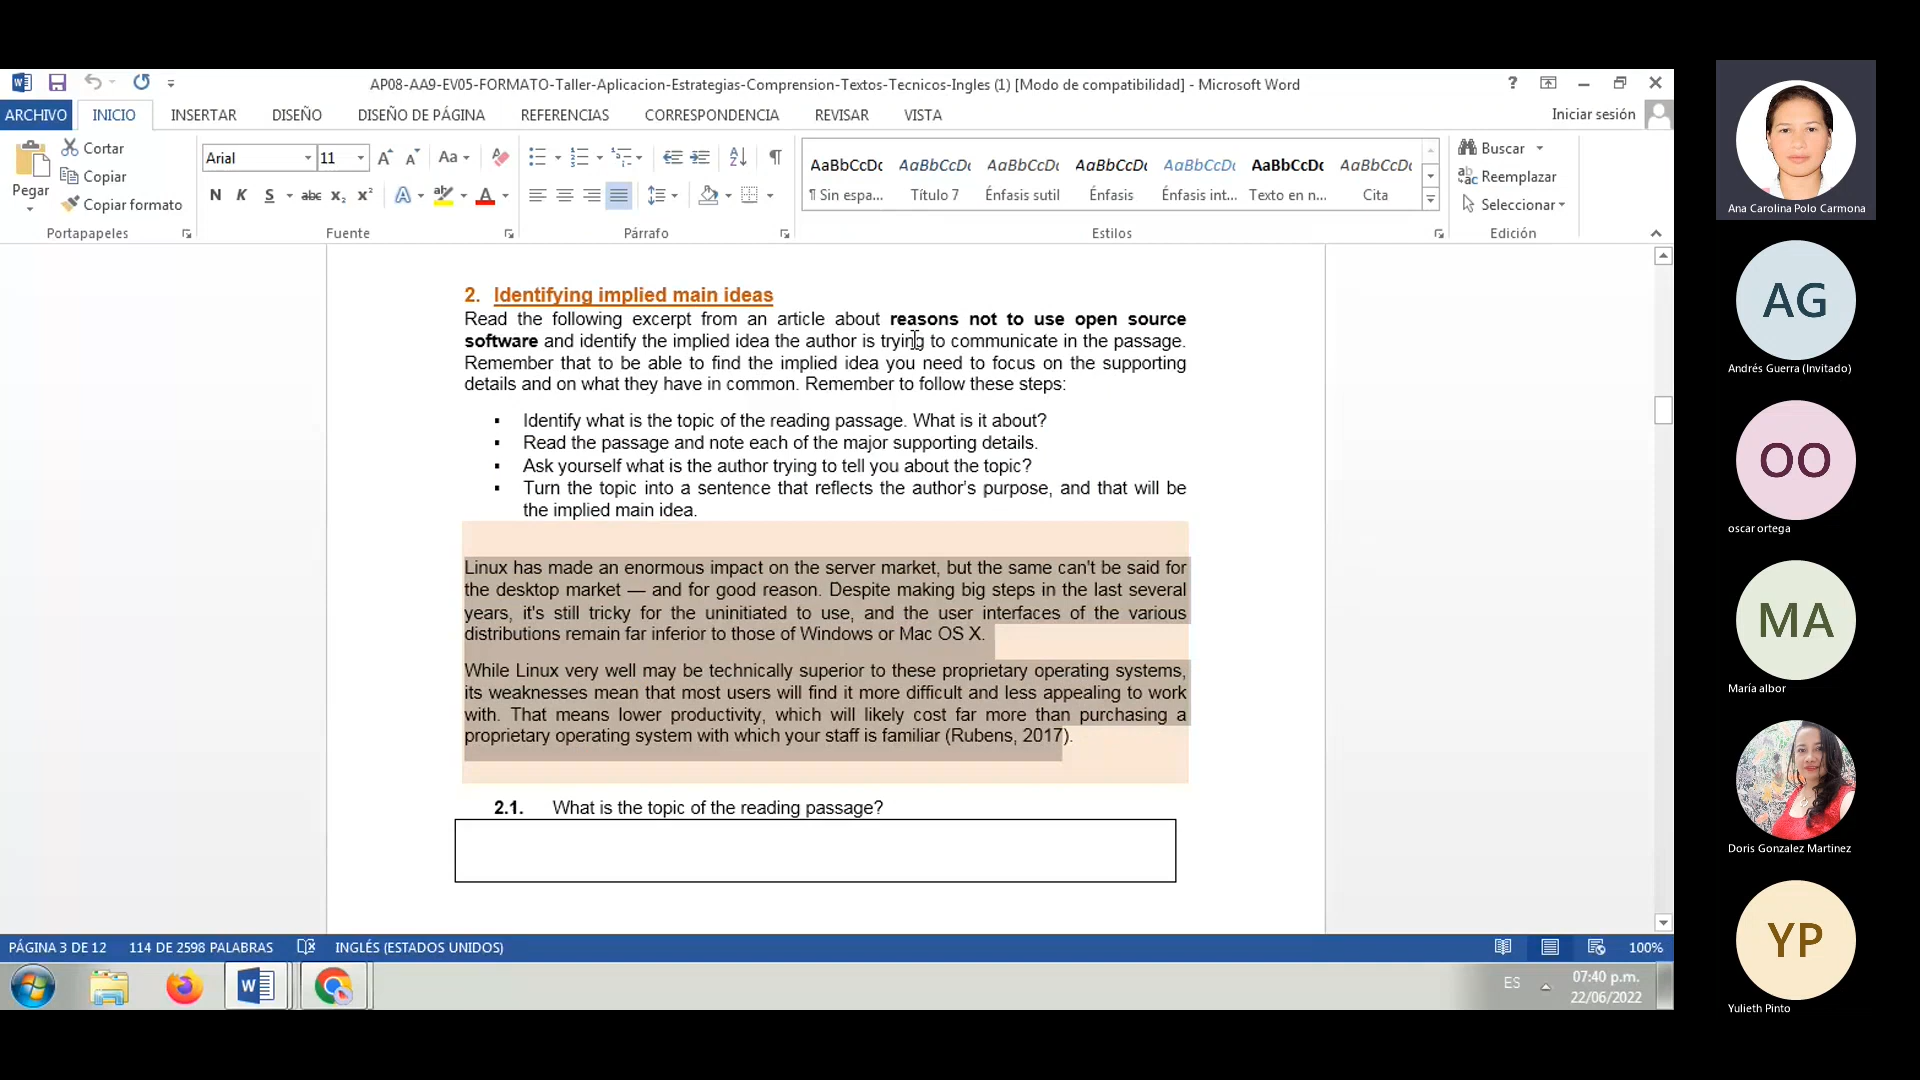 AP08-AA9-EV05-FORMATO-Taller-Aplicacion-Estrategias-Comprension-Textos-Tecnicos-Ingles (1) [Modo de compatibilidad] - Microsoft Word
ARCHIVO INICIO INSERTAR DISEÑO DISEÑO DE PÁGINA REFERENCIAS CORRESPONDENCIA REVISAR VISTA Iniciar sesión
Pegar
Cortar
Copiar
Copiar formato
Portapapeles
Arial 11 Aa
N K S abc x₂ x² A A
Fuente
Párrafo
AaBbCcDc AaBbCcDc AaBbCcDc AaBbCcDc AaBbCcDc AaBbCcDc AaBbCcDc
¶ Sin espa... Título 7 Énfasis sutil Énfasis Énfasis int... Texto en n... Cita
Estilos
Buscar
Reemplazar
Seleccionar
Edición
2. Identifying implied main ideas
Read the following excerpt from an article about reasons not to use open source
software and identify the implied idea the author is trying to communicate in the passage.
Remember that to be able to find the implied idea you need to focus on the supporting
details and on what they have in common. Remember to follow these steps:
▪ Identify what is the topic of the reading passage. What is it about?
▪ Read the passage and note each of the major supporting details.
▪ Ask yourself what is the author trying to tell you about the topic?
▪ Turn the topic into a sentence that reflects the author's purpose, and that will be
the implied main idea.
Linux has made an enormous impact on the server market, but the same can't be said for
the desktop market — and for good reason. Despite making big steps in the last several
years, it's still tricky for the uninitiated to use, and the user interfaces of the various
distributions remain far inferior to those of Windows or Mac OS X.
While Linux very well may be technically superior to these proprietary operating systems,
its weaknesses mean that most users will find it more difficult and less appealing to work
with. That means lower productivity, which will likely cost far more than purchasing a
proprietary operating system with which your staff is familiar (Rubens, 2017).
2.1. What is the topic of the reading passage?
PÁGINA 3 DE 12 114 DE 2598 PALABRAS INGLÉS (ESTADOS UNIDOS) 100%
ES 07:40 p.m.
22/06/2022
Ana Carolina Polo Carmona
AG
Andrés Guerra (Invitado)
OO
oscar ortega
MA
María albor
Doris Gonzalez Martinez
YP
Yulieth Pinto